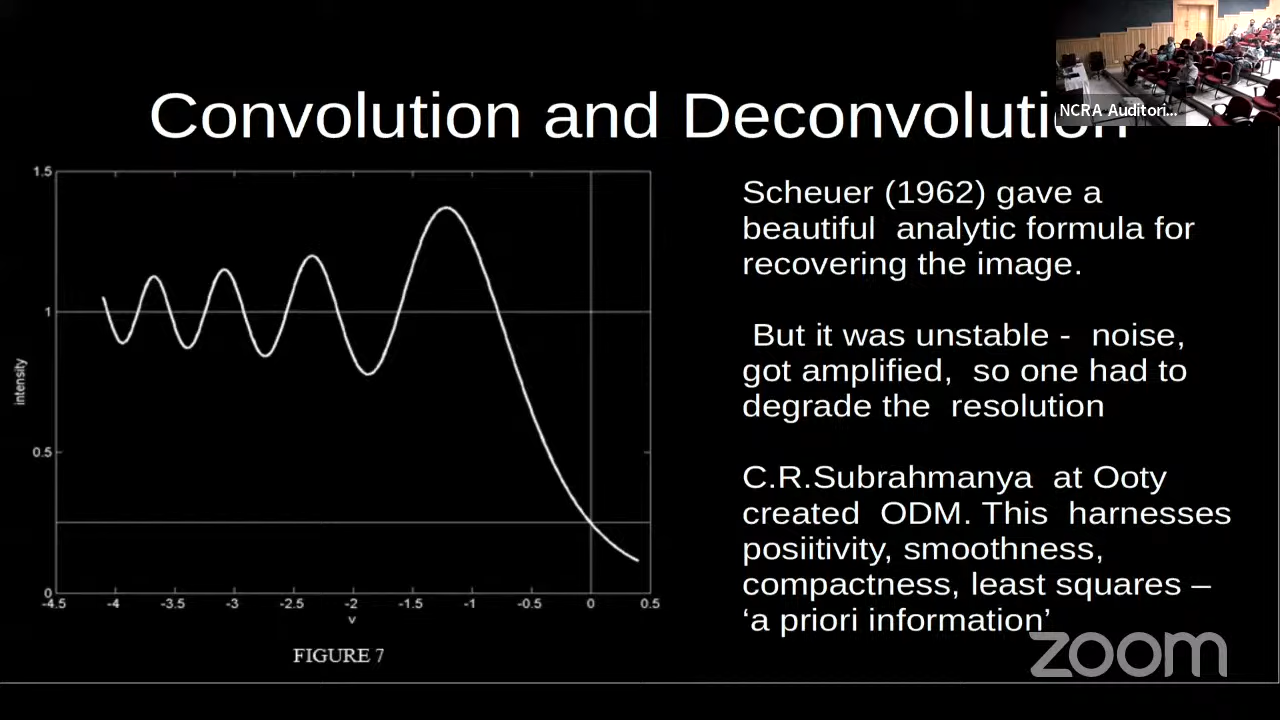 NCRA Auditori...
Convolution and Deconvolution
1.5
1
0.5
0
intensity
-4.5 -4 -3.5 -3 -2.5 -2 -1.5 -1 -0.5 0 0.5
v
FIGURE 7
Scheuer (1962) gave a
beautiful analytic formula for
recovering the image.
But it was unstable - noise,
got amplified, so one had to
degrade the resolution
C.R.Subrahmanya at Ooty
created ODM. This harnesses
posiitivity, smoothness,
compactness, least squares –
‘a priori information’
zoom